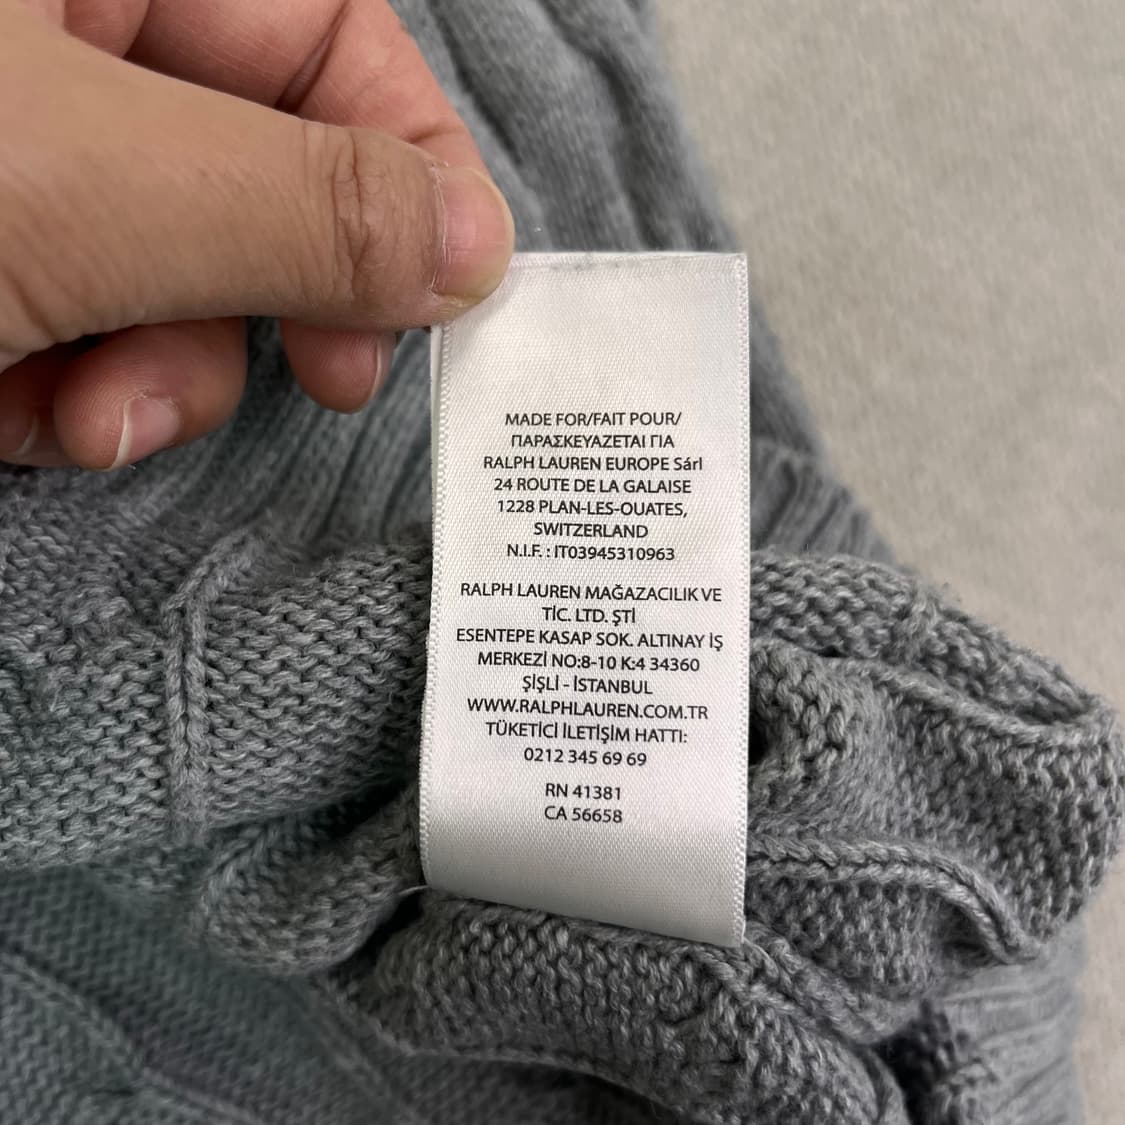 MADE FOR/FAIT POUR/
ΠΑΡΑΣΚΕΥΑΖΕΤΑΙ ΓΙΑ
RALPH LAUREN EUROPE Sárl
24 ROUTE DE LA GALAISE
1228 PLAN-LES-OUATES,
SWITZERLAND
N.I.F. : IT03945310963
RALPH LAUREN MAĞAZACILIK VE
TİC. LTD. ŞTİ
ESENTEPE KASAP SOK. ALTINAY İŞ
MERKEZİ NO:8-10 K:4 34360
ŞİŞLİ - İSTANBUL
WWW.RALPHLAUREN.COM.TR
TÜKETİCİ İLETİŞİM HATTI:
0212 345 69 69
RN 41381
CA 56658